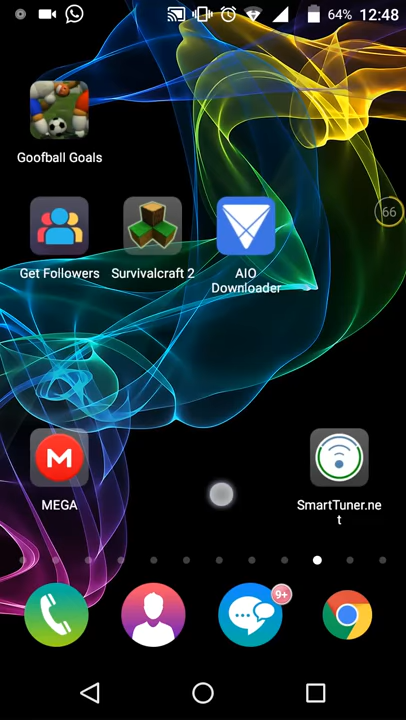 64% 12:48
Goofball Goals
66
Get Followers
Survivalcraft 2
AIO
Downloader
M
MEGA
SmartTuner.ne
t
9+